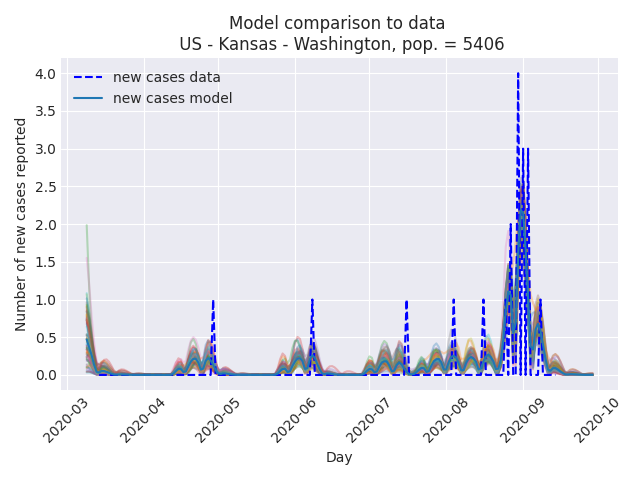 Model comparison to data
US - Kansas - Washington, pop. = 5406
new cases data
new cases model
Number of new cases reported
4.0
3.5
3.0
2.5
2.0
1.5
1.0
0.5
0.0
2020-03
2020-04
2020-05
2020-06
2020-07
2020-08
2020-09
2020-10
Day